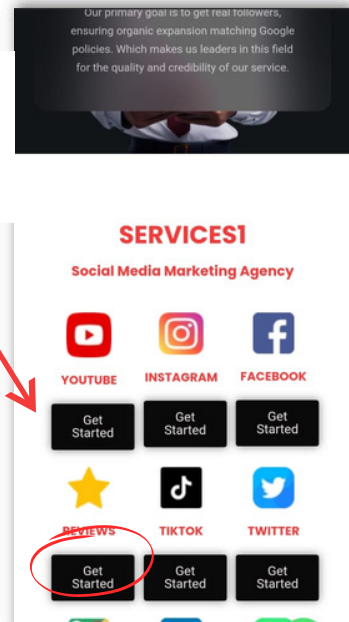 Our primary goal is to get real followers,
ensuring organic expansion matching Google
policies. Which makes us leaders in this field
for the quality and credibility of our service.
SERVICES1
Social Media Marketing Agency
YOUTUBE INSTAGRAM FACEBOOK
Get Started Get Started Get Started
REVIEWS TIKTOK TWITTER
Get Started Get Started Get Started